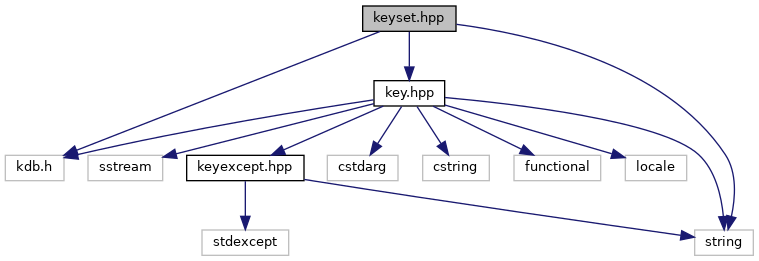 keyset.hpp
key.hpp
kdb.h
sstream
keyexcept.hpp
cstdarg
cstring
functional
locale
stdexcept
string